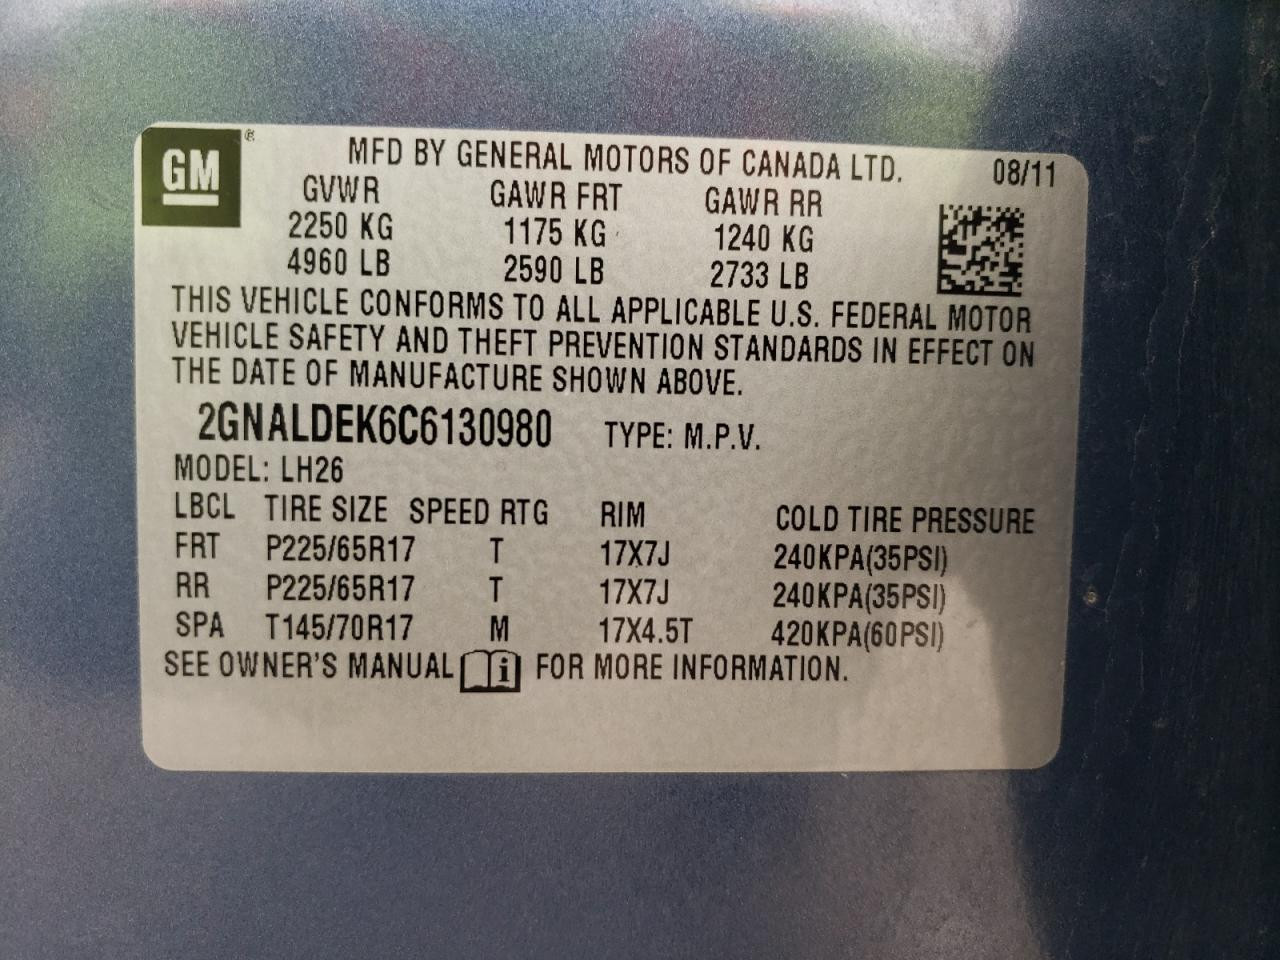 GM ®
MFD BY GENERAL MOTORS OF CANADA LTD. 08/11
GVWR GAWR FRT GAWR RR
2250 KG 1175 KG 1240 KG
4960 LB 2590 LB 2733 LB
THIS VEHICLE CONFORMS TO ALL APPLICABLE U.S. FEDERAL MOTOR
VEHICLE SAFETY AND THEFT PREVENTION STANDARDS IN EFFECT ON
THE DATE OF MANUFACTURE SHOWN ABOVE.
2GNALDEK6C6130980 TYPE: M.P.V.
MODEL: LH26
LBCL TIRE SIZE SPEED RTG RIM COLD TIRE PRESSURE
FRT P225/65R17 T 17X7J 240KPA(35PSI)
RR P225/65R17 T 17X7J 240KPA(35PSI)
SPA T145/70R17 M 17X4.5T 420KPA(60PSI)
SEE OWNER'S MANUAL i FOR MORE INFORMATION.